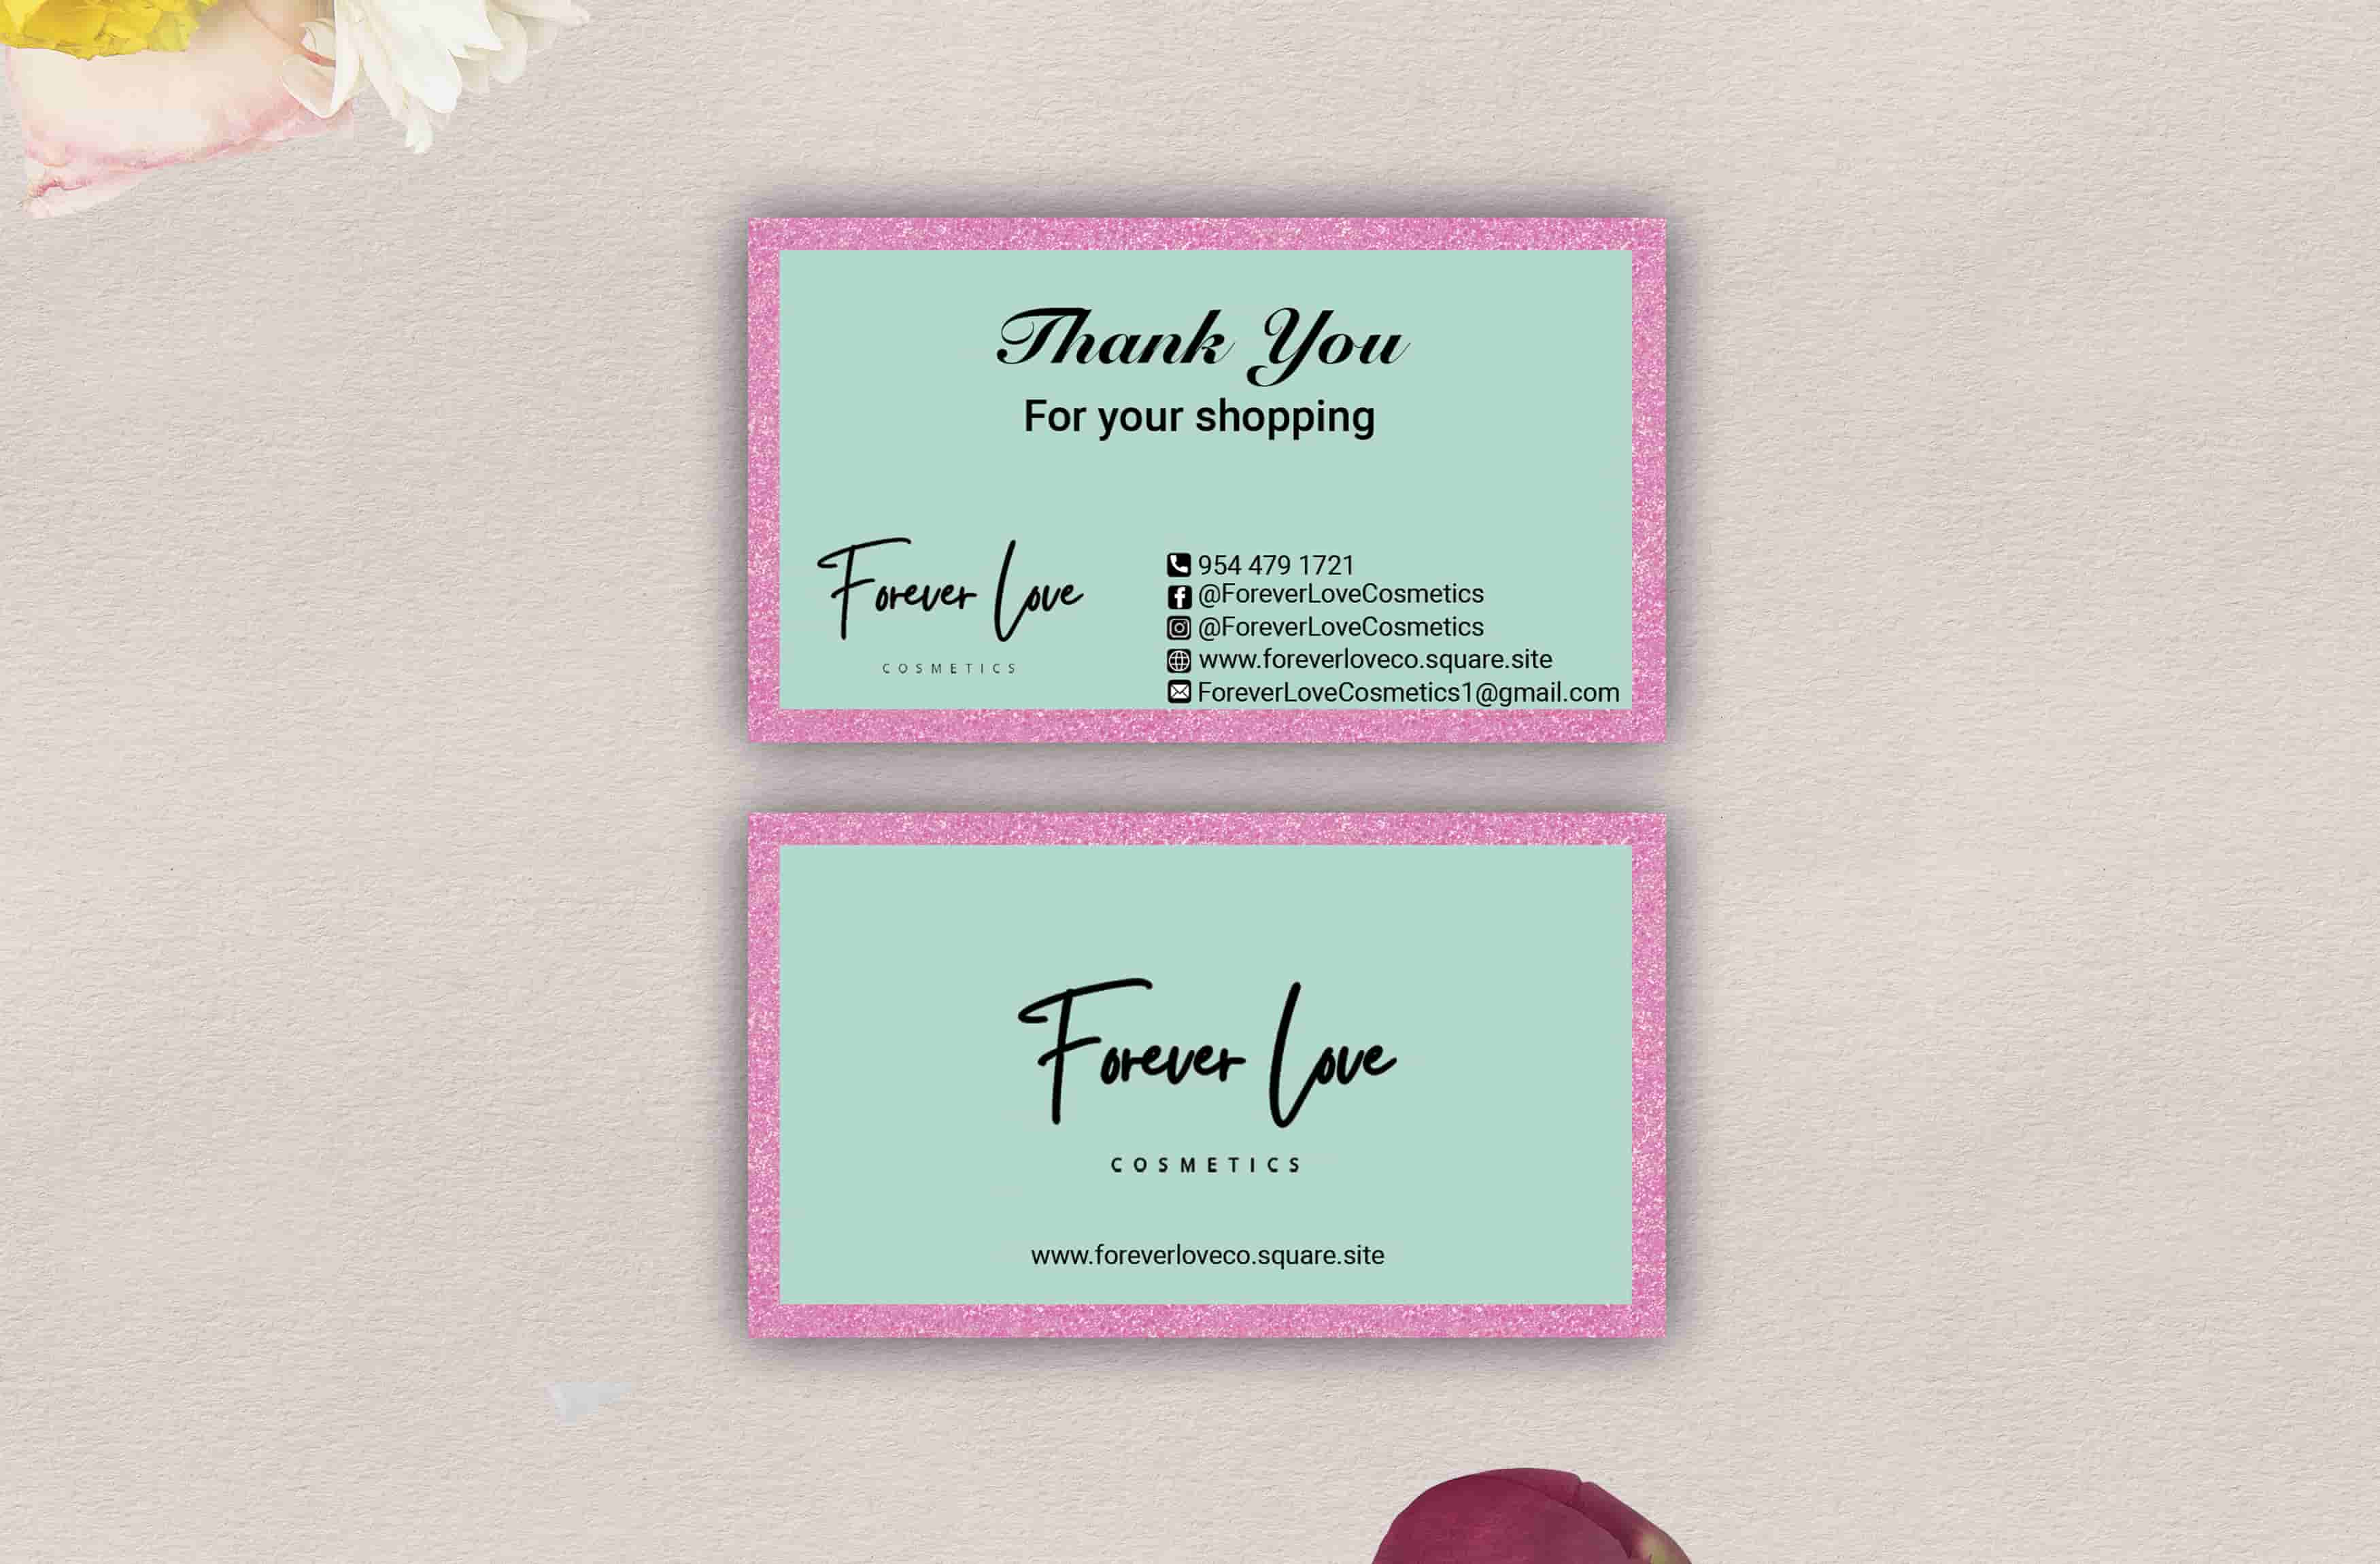 Thank You
For your shopping
Forever Love
COSMETICS
954 479 1721
@ForeverLoveCosmetics
@ForeverLoveCosmetics
www.foreverloveco.square.site
ForeverLoveCosmetics1@gmail.com
Forever Love
COSMETICS
www.foreverloveco.square.site